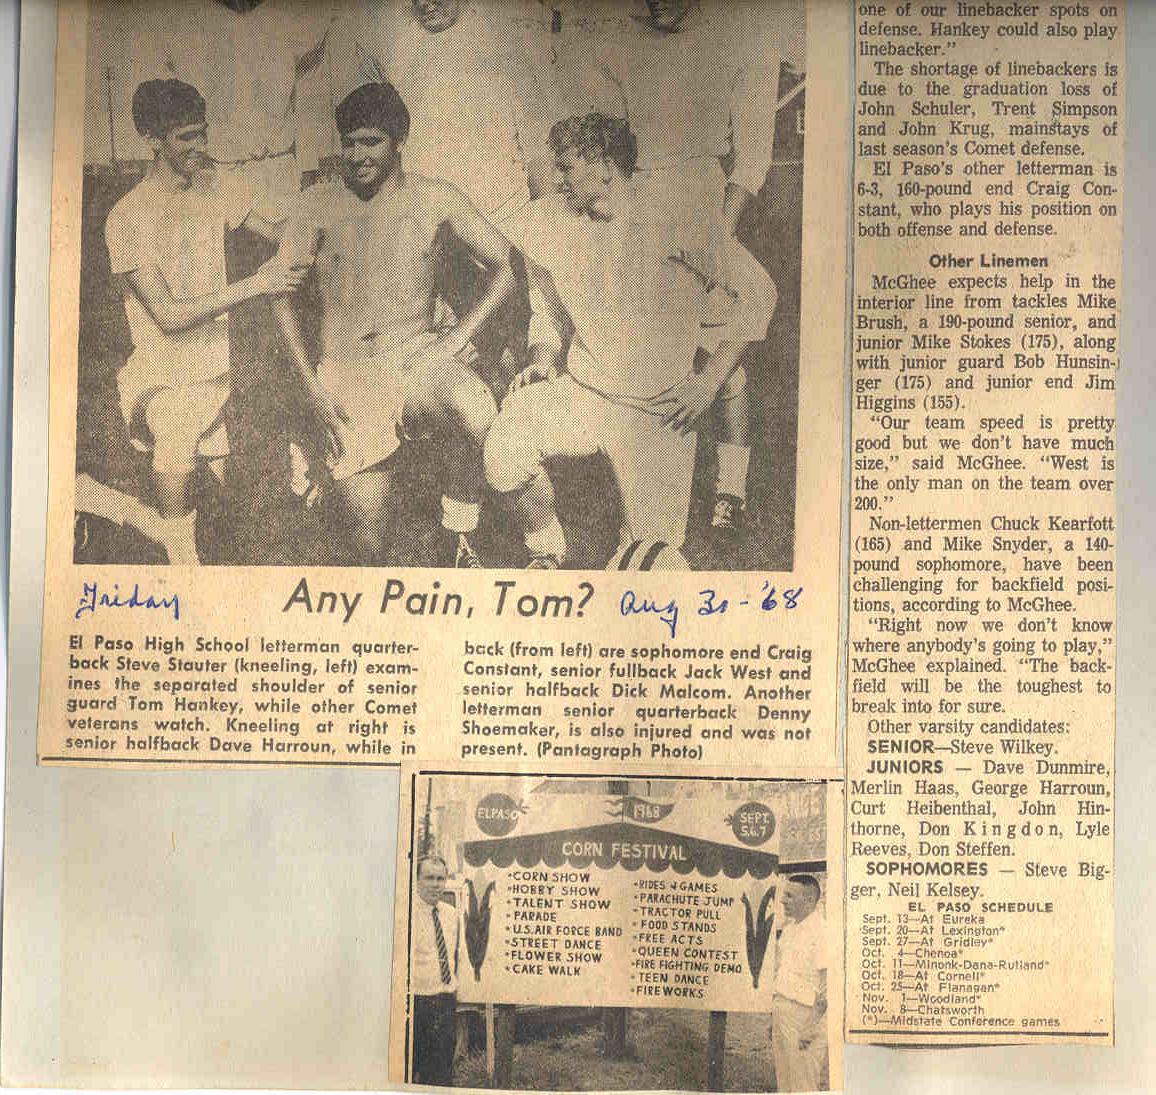 Friday
Any Pain, Tom?
Aug 30-'68
El Paso High School letterman quarter-
back Steve Stauter (kneeling, left) exam-
ines the separated shoulder of senior
guard Tom Hankey, while other Comet
veterans watch. Kneeling at right is
senior halfback Dave Harroun, while in
back (from left) are sophomore end Craig
Constant, senior fullback Jack West and
senior halfback Dick Malcom. Another
letterman senior quarterback Denny
Shoemaker, is also injured and was not
present. (Pantagraph Photo)
EL PASO
1968
SEPT.
5,6,7
CORN FESTIVAL
•CORN SHOW
•HOBBY SHOW
•TALENT SHOW
•PARADE
•U.S. AIR FORCE BAND
•STREET DANCE
•FLOWER SHOW
•CAKE WALK
•RIDES & GAMES
•PARACHUTE JUMP
•TRACTOR PULL
•FOOD STANDS
•FREE ACTS
•QUEEN CONTEST
•FIRE FIGHTING DEMO
•TEEN DANCE
•FIREWORKS
one of our linebacker spots on
defense. Hankey could also play
linebacker."
The shortage of linebackers is
due to the graduation loss of
John Schuler, Trent Simpson
and John Krug, mainstays of
last season's Comet defense.
El Paso's other letterman is
6-3, 160-pound end Craig Con-
stant, who plays his position on
both offense and defense.
Other Linemen
McGhee expects help in the
interior line from tackles Mike
Brush, a 190-pound senior, and
junior Mike Stokes (175), along
with junior guard Bob Hunsin-
ger (175) and junior end Jim
Higgins (155).
"Our team speed is pretty
good but we don't have much
size," said McGhee. "West is
the only man on the team over
200."
Non-lettermen Chuck Kearfott
(165) and Mike Snyder, a 140-
pound sophomore, have been
challenging for backfield posi-
tions, according to McGhee.
"Right now we don't know
where anybody's going to play,"
McGhee explained. "The back-
field will be the toughest to
break into for sure.
Other varsity candidates:
SENIOR—Steve Wilkey.
JUNIORS — Dave Dunmire,
Merlin Haas, George Harroun,
Curt Heibenthal, John Hin-
thorne, Don Kingdon, Lyle
Reeves, Don Steffen.
SOPHOMORES — Steve Big-
ger, Neil Kelsey.
EL PASO SCHEDULE
Sept. 13—At Eureka
Sept. 20—At Lexington*
Sept. 27—At Gridley*
Oct. 4—Chenoa*
Oct. 11—Minonk-Dana-Rutland*
Oct. 18—At Cornell*
Oct. 25—At Flanagan*
Nov. 1—Woodland*
Nov. 8—Chatsworth
(*)—Midstate Conference games